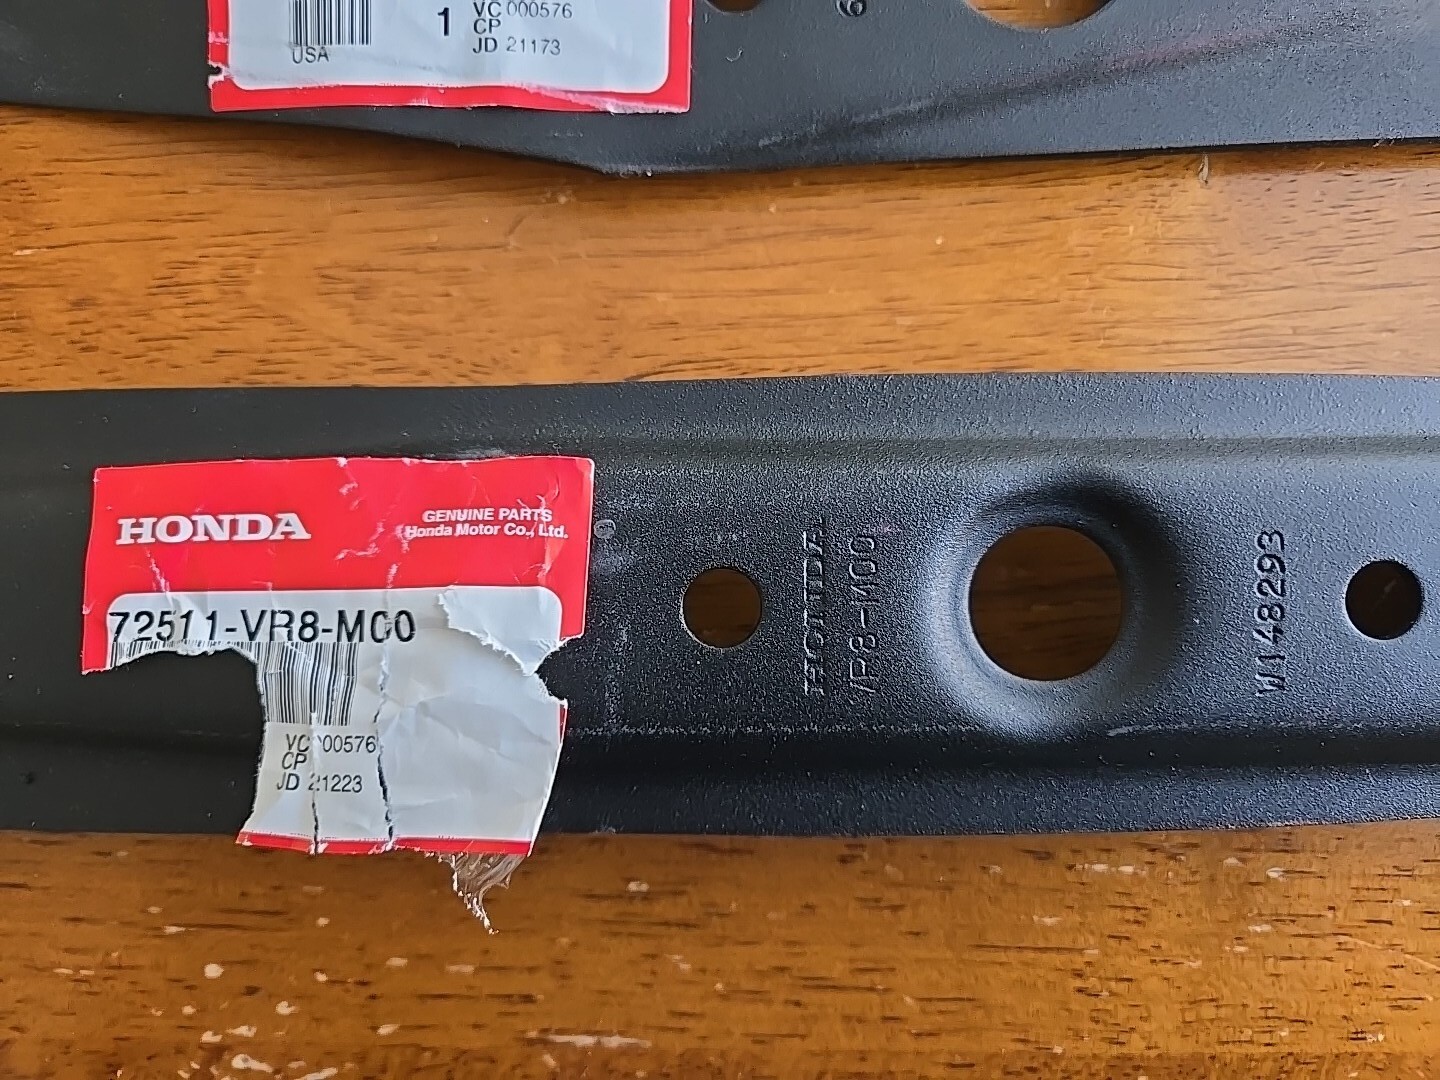 1
VC 000576
CP
JD 21173
USA
6
HONDA
GENUINE PARTS
Honda Motor Co., Ltd.
72511-VR8-M00
VC 000576
CP
JD 21223
HONDA
VR8-M00
W148293